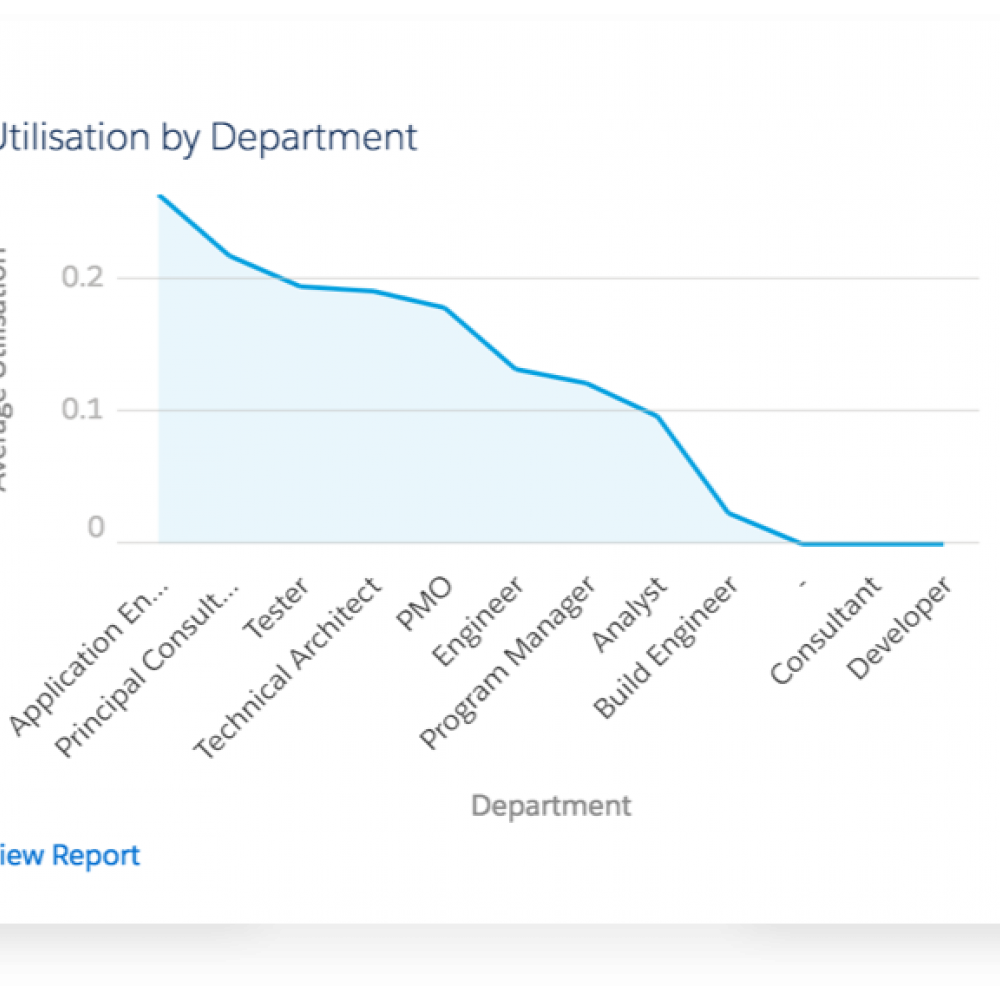 Utilisation by Department
Average Utilisation
0.2
0.1
0
Application En...
Principal Consult...
Tester
Technical Architect
PMO
Engineer
Program Manager
Analyst
Build Engineer
-
Consultant
Developer
Department
iew Report